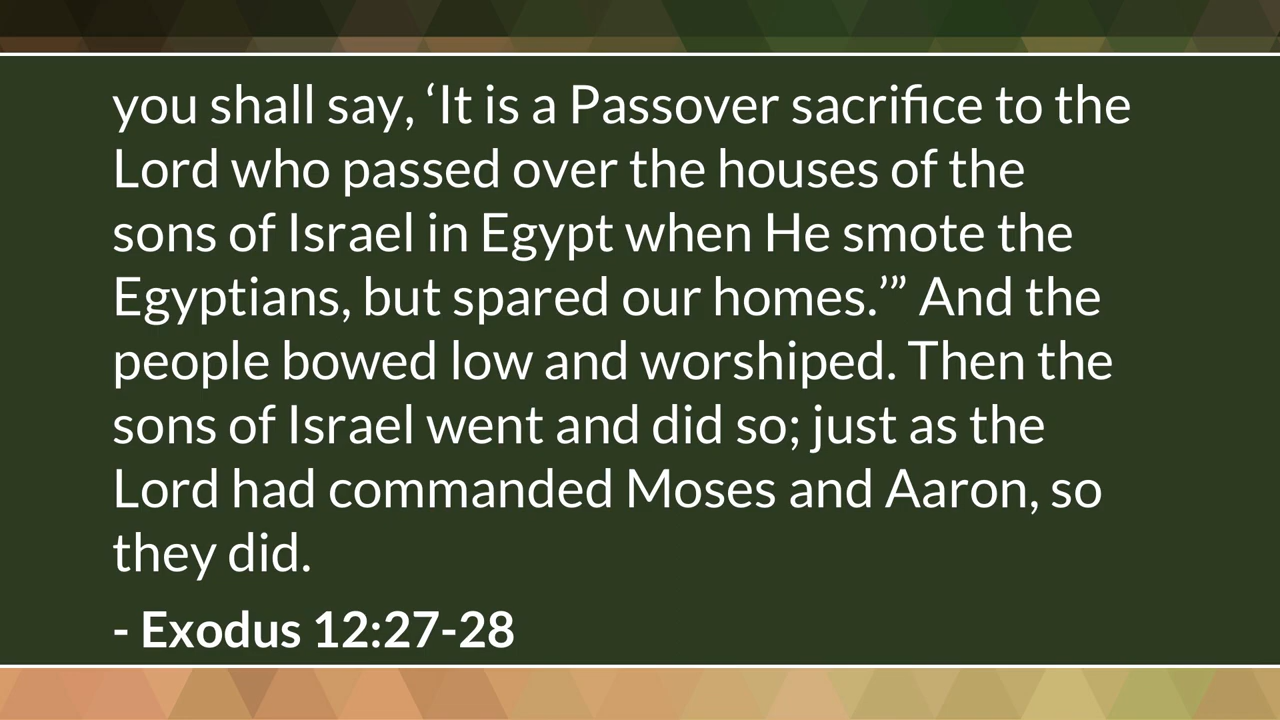 you shall say, ‘It is a Passover sacrifice to the
Lord who passed over the houses of the
sons of Israel in Egypt when He smote the
Egyptians, but spared our homes.’” And the
people bowed low and worshiped. Then the
sons of Israel went and did so; just as the
Lord had commanded Moses and Aaron, so
they did.
- Exodus 12:27-28